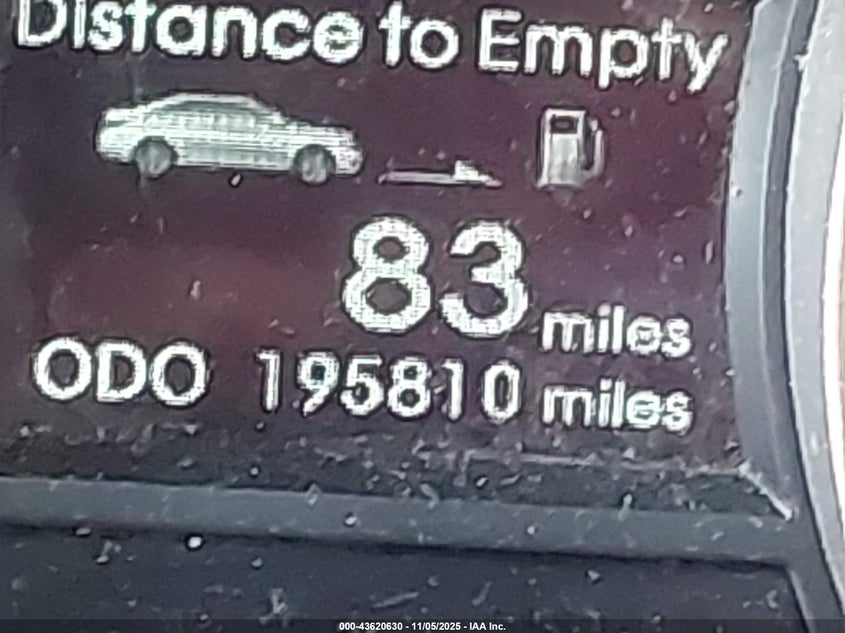 Distance to Empty
83 miles
ODO 195810 miles
000-43620630 - 11/05/2025 - IAA Inc.